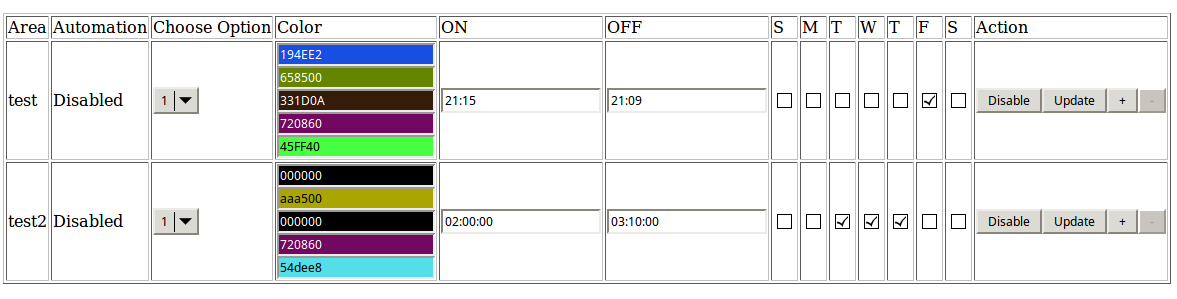 Area Automation Choose Option Color ON OFF S M T W T F S Action
194EE2
658500
test Disabled 1 331D0A 21:15 21:09 Disable Update + -
720860
45FF40
000000
aaa500
test2 Disabled 1 000000 02:00:00 03:10:00 Disable Update + -
720860
54dee8